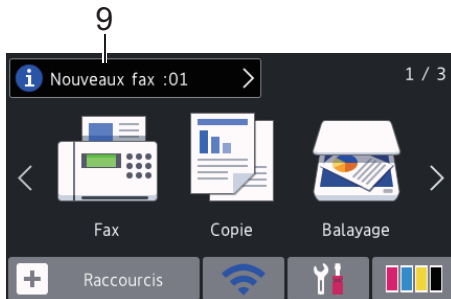 9
Nouveaux fax :01
1 / 3
Fax Copie Balayage
Raccourcis